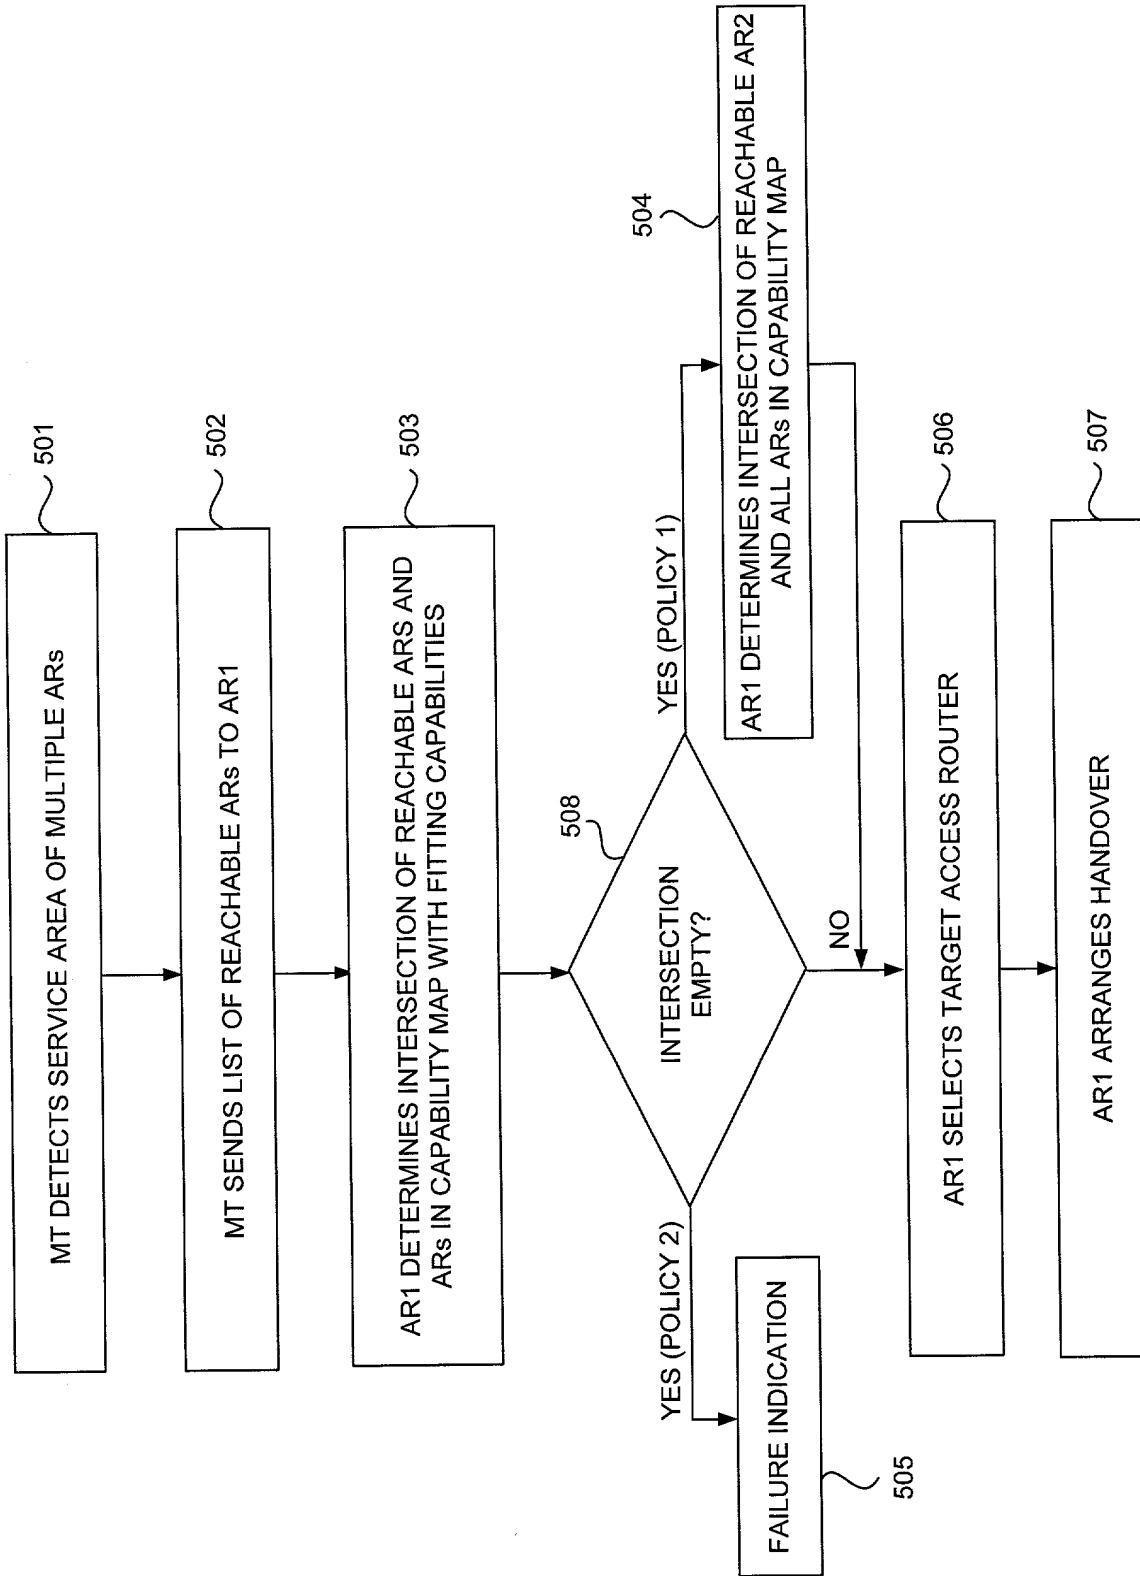 MT DETECTS SERVICE AREA OF MULTIPLE ARs
501
MT SENDS LIST OF REACHABLE ARs TO AR1
502
AR1 DETERMINES INTERSECTION OF REACHABLE ARS AND
ARs IN CAPABILITY MAP WITH FITTING CAPABILITIES
503
INTERSECTION
EMPTY?
508
YES (POLICY 2)
YES (POLICY 1)
NO
FAILURE INDICATION
505
AR1 DETERMINES INTERSECTION OF REACHABLE AR2
AND ALL ARs IN CAPABILITY MAP
504
AR1 SELECTS TARGET ACCESS ROUTER
506
AR1 ARRANGES HANDOVER
507